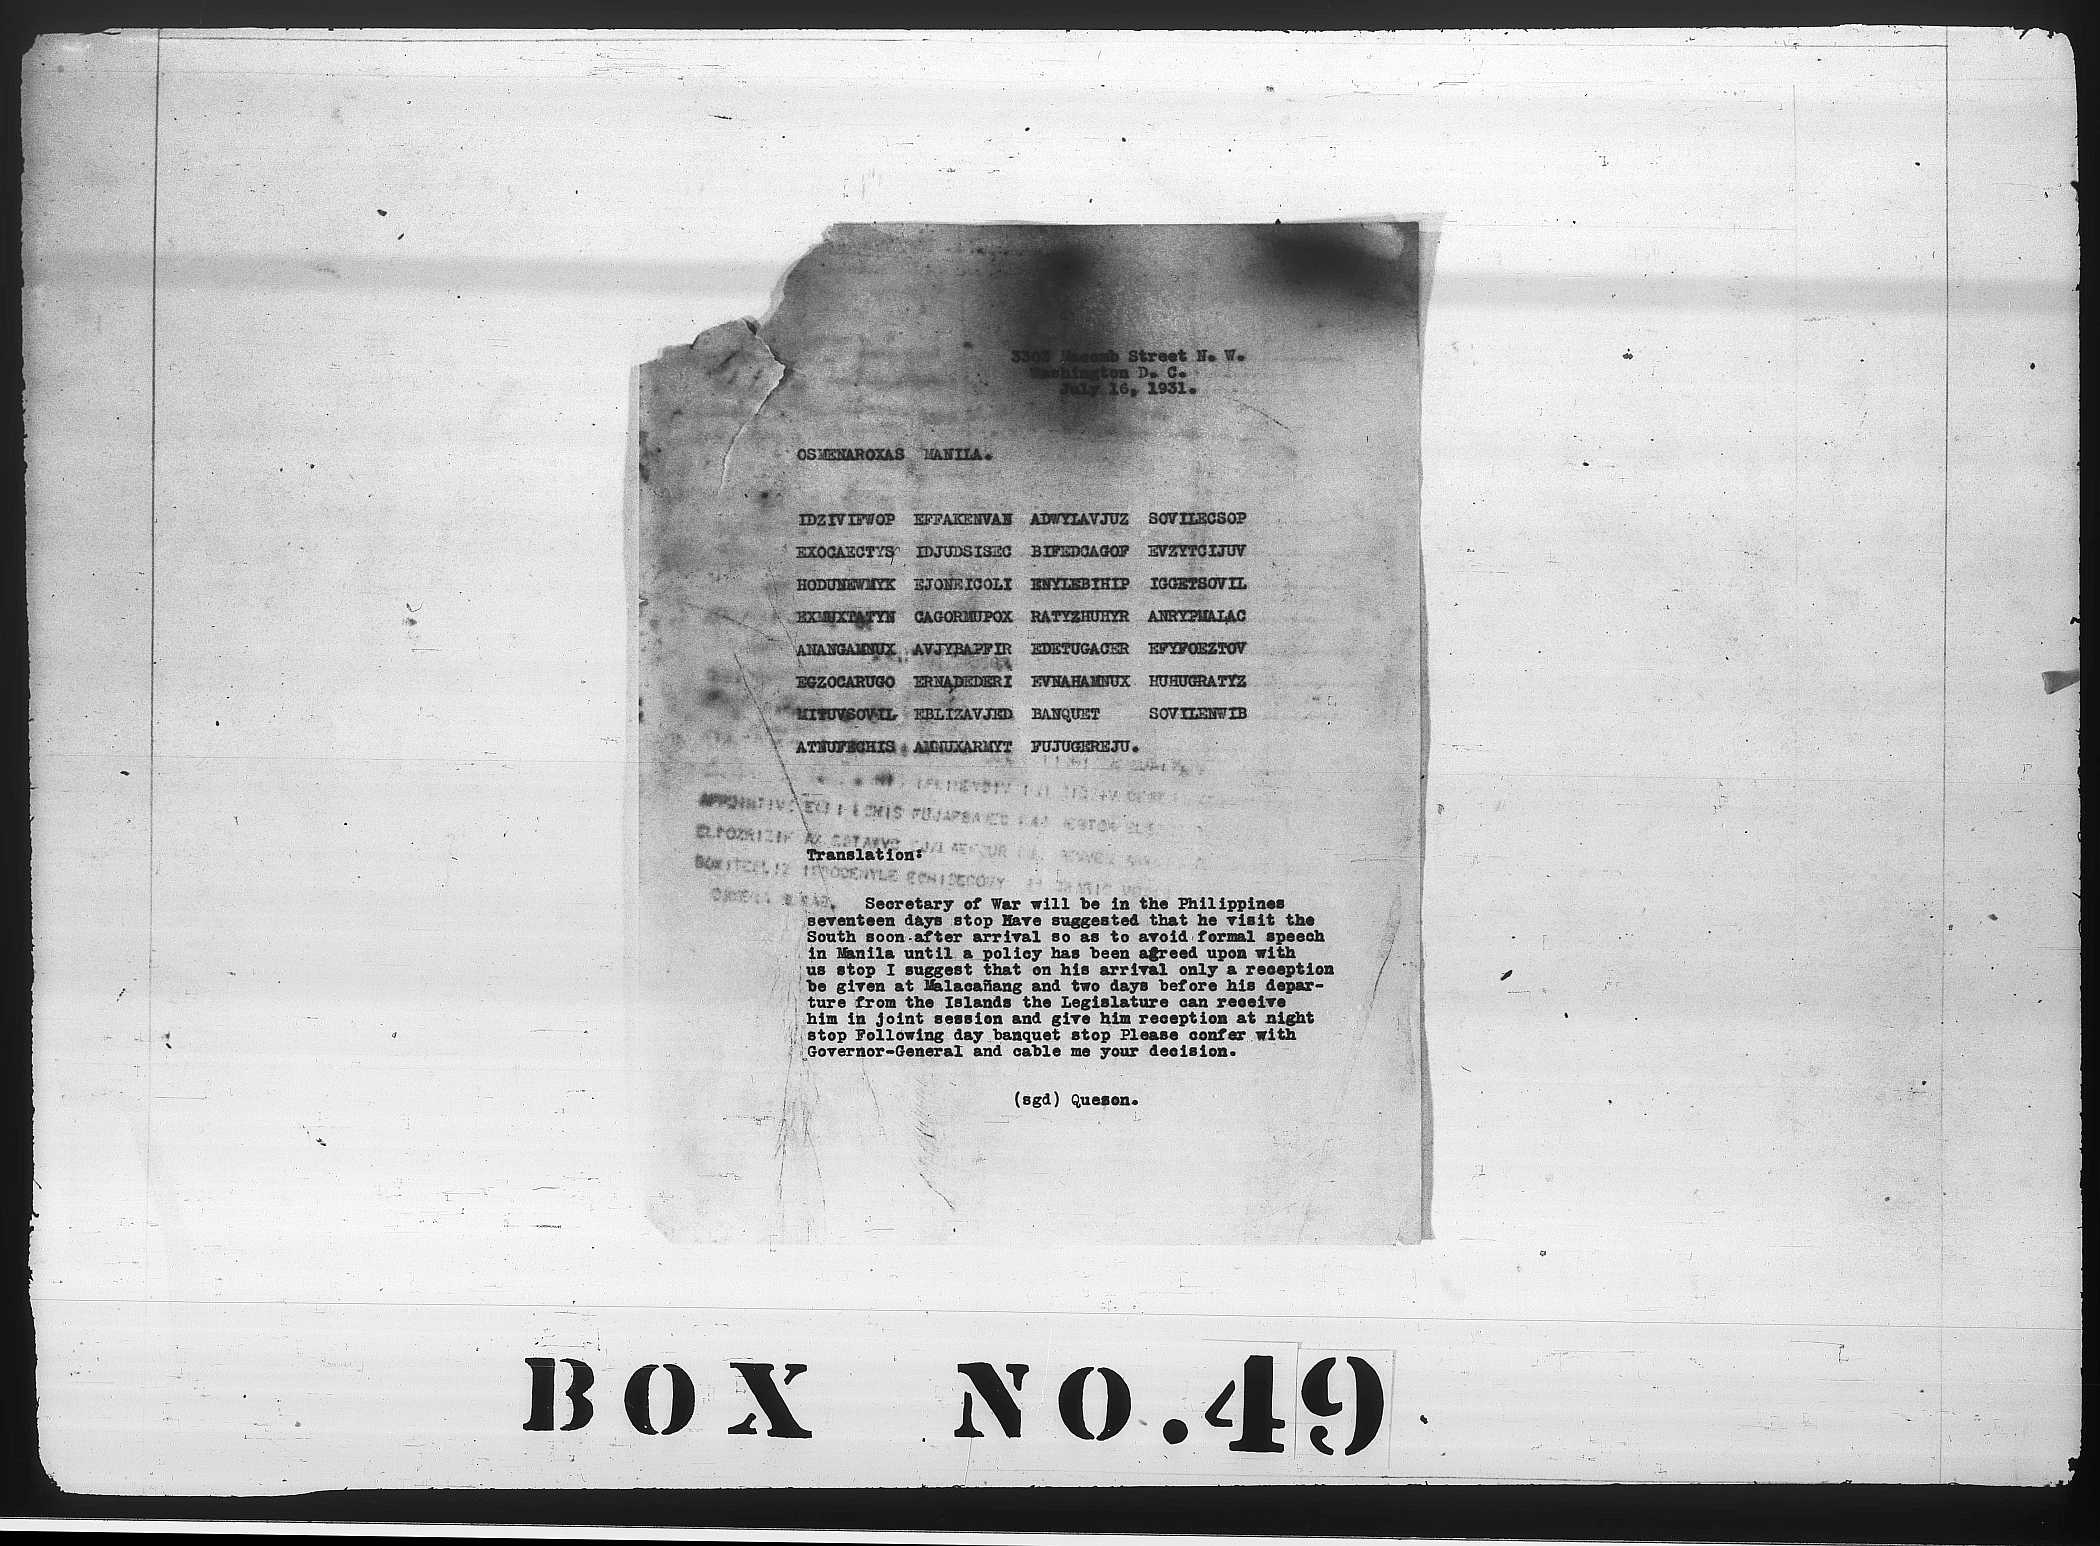 3303 Macomb Street N. W.
Washington D. C.
July 16, 1931.
OSMENAROXAS MANILA.
IDZIVIFWOP EFFAKENVAN ADWYLAVJUZ SOVILECSOP
EXOCAECTYS IDJUDSISEC BIFEDCAGOF EVZYTCIJUV
HODUNEWMYK EJONEICOLI ENYLEBIHIP IGGETSOVIL
EXMUXTATYN CAGORMUPOX RATYZHUHYR ANRYPMALAC
ANANGAMNUX AVJYBAPFIR EDETUGACER EFYFOEZTOV
EGZOCARUGO ERNADEDERI EVNAHAMNUX HUHUGRATYZ
MITUVSOVIL EBLIZAVJED BANQUET SOVILENWIB
ATNUFECHIS AMNUXARMYT FUJUGEREJU.
Translation:
Secretary of War will be in the Philippines
seventeen days stop Have suggested that he visit the
South soon after arrival so as to avoid formal speech
in Manila until a policy has been agreed upon with
us stop I suggest that on his arrival only a reception
be given at Malacañang and two days before his depar-
ture from the Islands the Legislature can receive
him in joint session and give him reception at night
stop Following day banquet stop Please confer with
Governor-General and cable me your decision.
(sgd) Queson.
BOX NO. 49